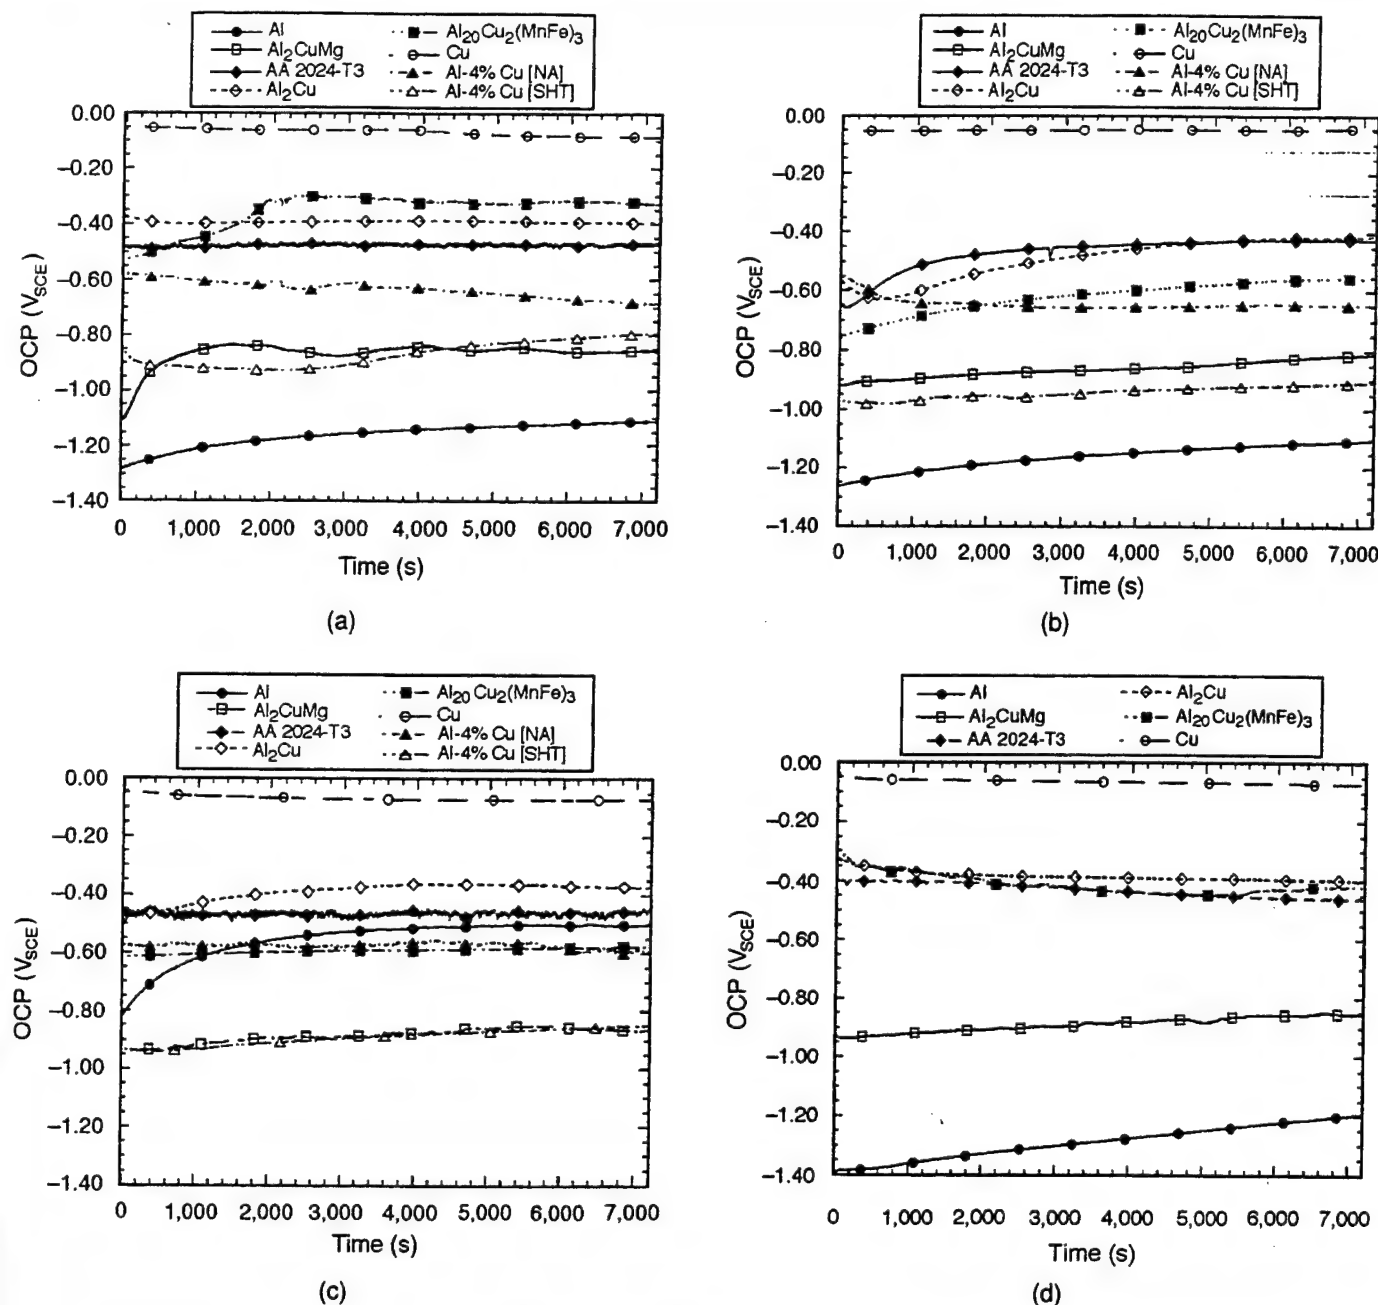 Al
Al2CuMg
AA 2024-T3
Al2Cu
Al20Cu2(MnFe)3
Cu
Al-4% Cu [NA]
Al-4% Cu [SHT]
0.00
−0.20
−0.40
−0.60
−0.80
−1.00
−1.20
−1.40
OCP (VSCE)
0 1,000 2,000 3,000 4,000 5,000 6,000 7,000
Time (s)
(a)
Al
Al2CuMg
AA 2024-T3
Al2Cu
Al20Cu2(MnFe)3
Cu
Al-4% Cu [NA]
Al-4% Cu [SHT]
0.00
−0.20
−0.40
−0.60
−0.80
−1.00
−1.20
−1.40
OCP (VSCE)
0 1,000 2,000 3,000 4,000 5,000 6,000 7,000
Time (s)
(b)
Al
Al2CuMg
AA 2024-T3
Al2Cu
Al20Cu2(MnFe)3
Cu
Al-4% Cu [NA]
Al-4% Cu [SHT]
0.00
−0.20
−0.40
−0.60
−0.80
−1.00
−1.20
−1.40
OCP (VSCE)
0 1,000 2,000 3,000 4,000 5,000 6,000 7,000
Time (s)
(c)
Al
Al2CuMg
AA 2024-T3
Al2Cu
Al20Cu2(MnFe)3
Cu
0.00
−0.20
−0.40
−0.60
−0.80
−1.00
−1.20
−1.40
OCP (VSCE)
0 1,000 2,000 3,000 4,000 5,000 6,000 7,000
Time (s)
(d)